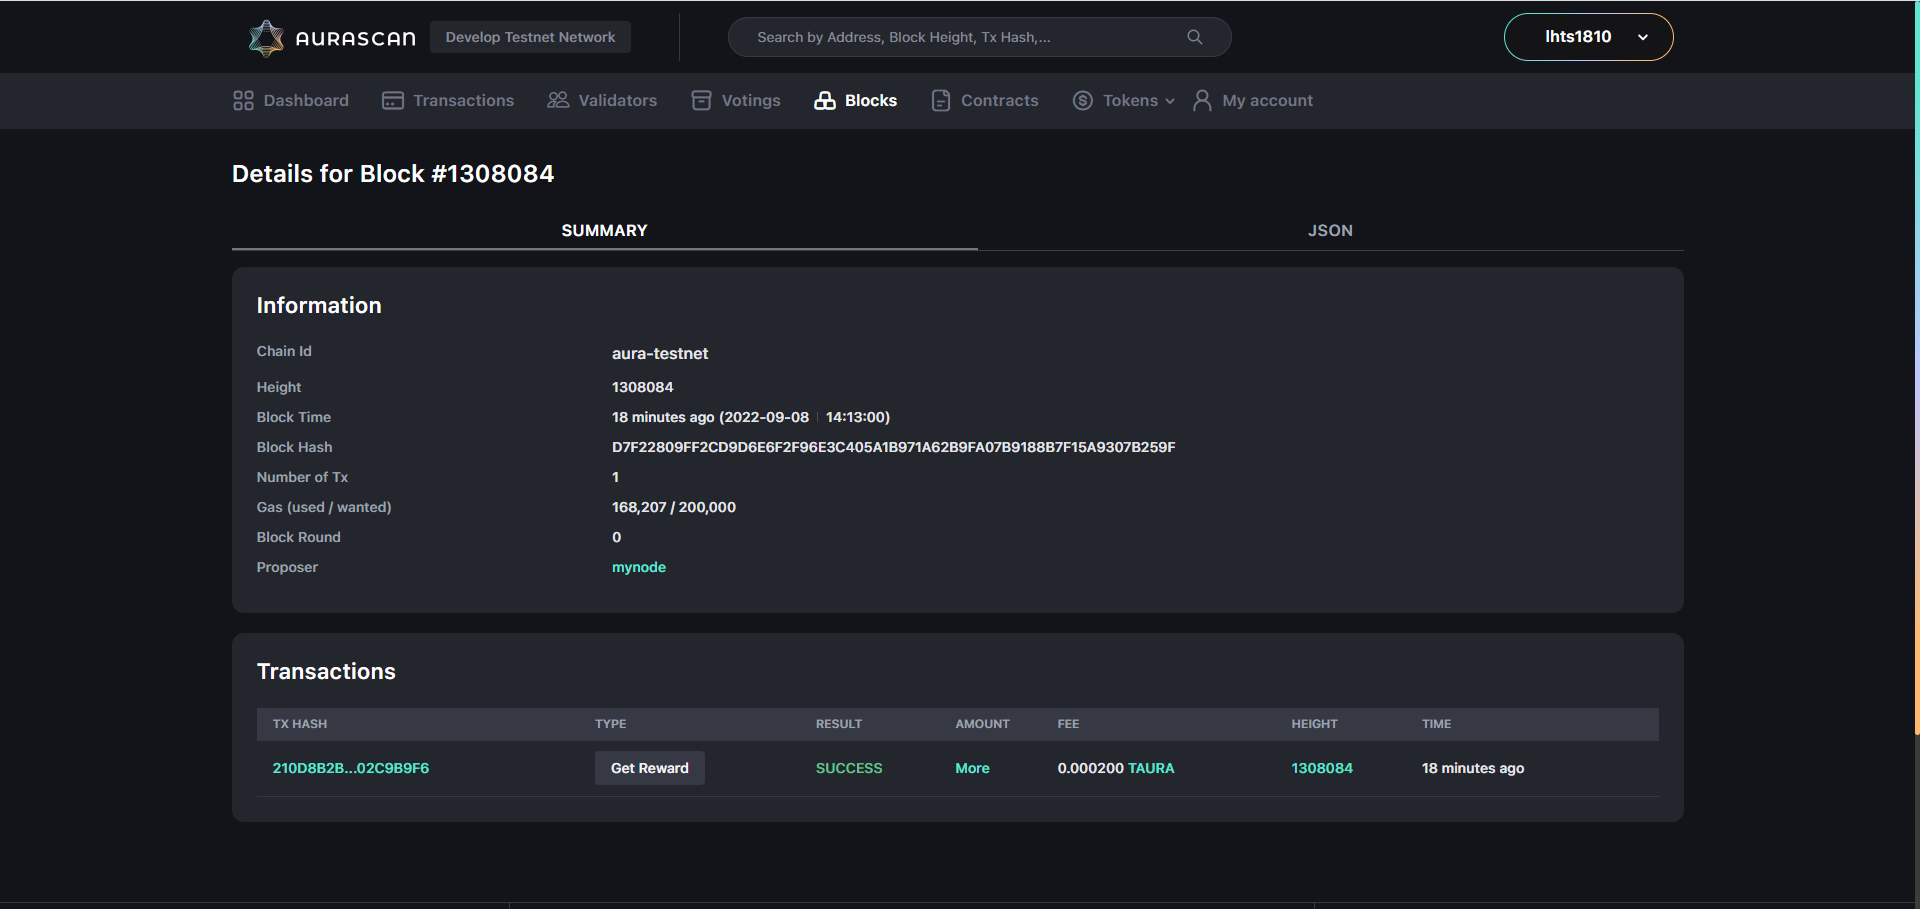 AURASCAN Develop Testnet Network Search by Address, Block Height, Tx Hash,... lhts1810
Dashboard Transactions Validators Votings Blocks Contracts Tokens My account
Details for Block #1308084
SUMMARY JSON
Information
Chain Id aura-testnet
Height 1308084
Block Time 18 minutes ago (2022-09-08 | 14:13:00)
Block Hash D7F22809FF2CD9D6E6F2F96E3C405A1B971A62B9FA07B9188B7F15A9307B259F
Number of Tx 1
Gas (used / wanted) 168,207 / 200,000
Block Round 0
Proposer mynode
Transactions
TX HASH TYPE RESULT AMOUNT FEE HEIGHT TIME
210D8B2B...02C9B9F6 Get Reward SUCCESS More 0.000200 TAURA 1308084 18 minutes ago